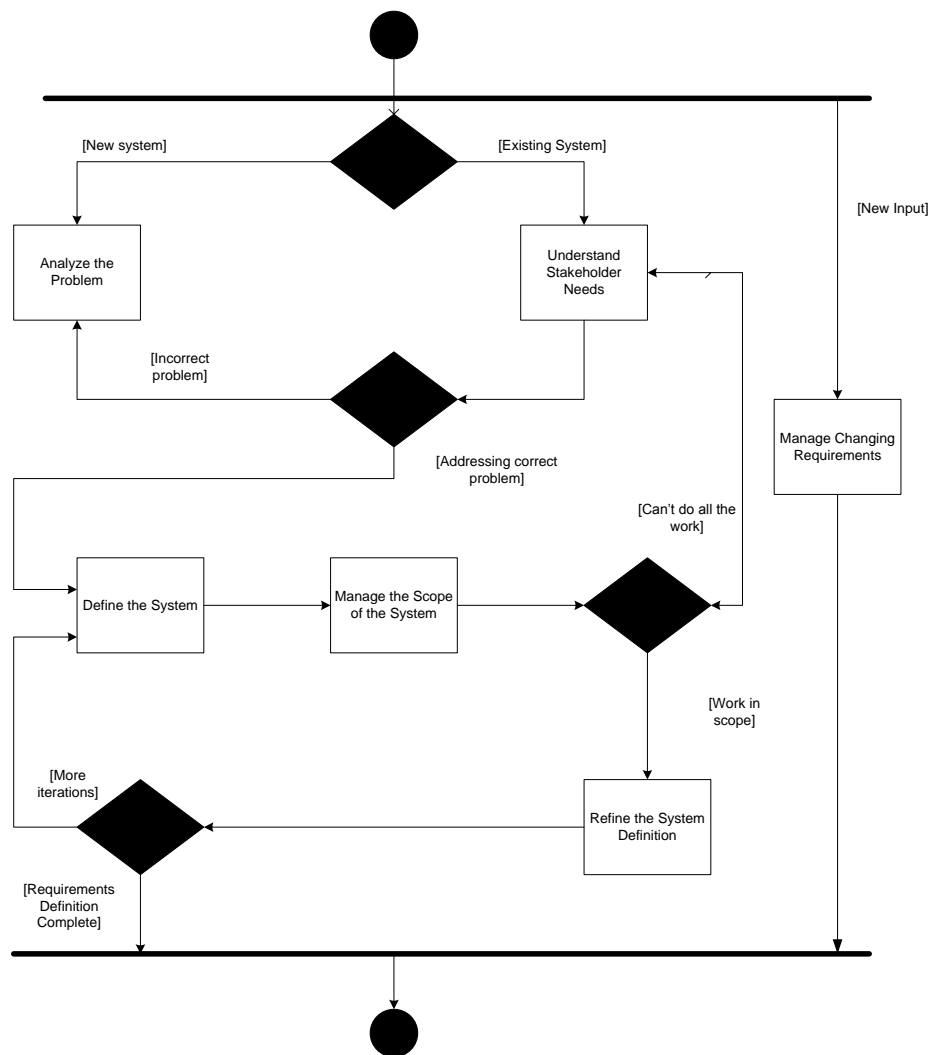 [New system]
[Existing System]
[New Input]
Analyze the
Problem
Understand
Stakeholder
Needs
[Incorrect
problem]
Manage Changing
Requirements
[Addressing correct
problem]
[Can't do all the
work]
Define the System
Manage the Scope
of the System
[Work in
scope]
[More
iterations]
Refine the System
Definition
[Requirements
Definition
Complete]